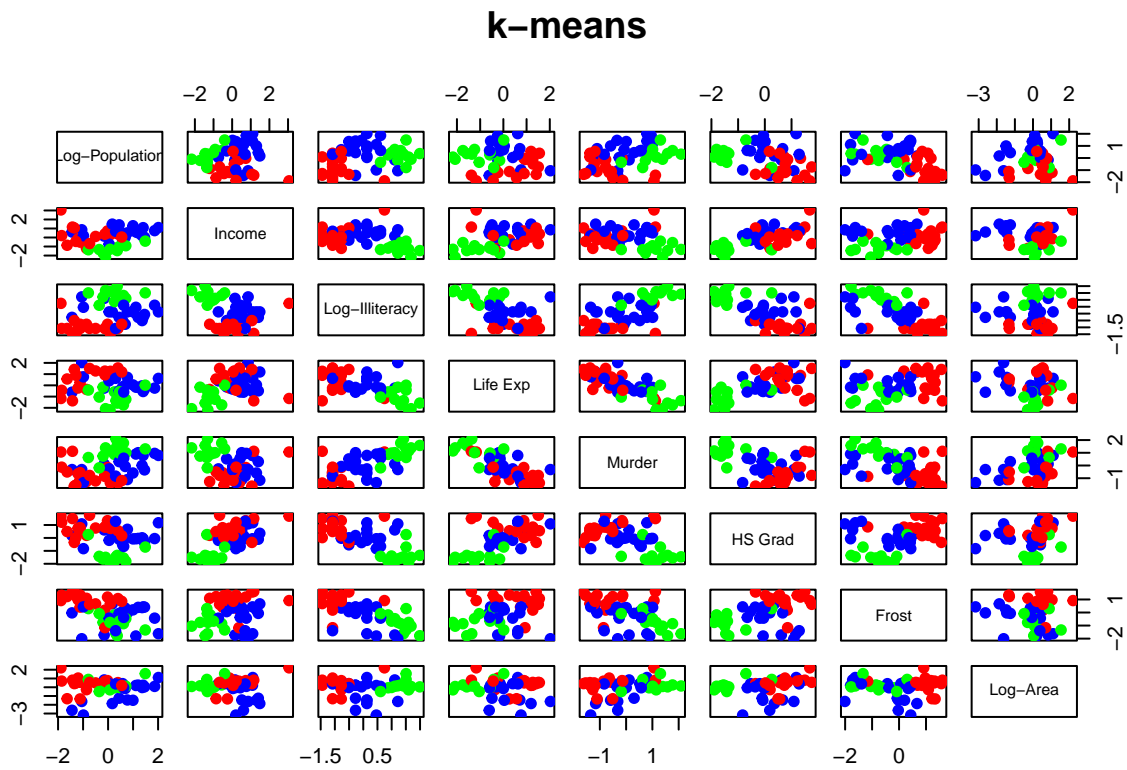 k−means
−2 0 2
−2 0 2
−2 0
−3 0 2
Log−Population
−2 1
−2 2
Income
Log−Illiteracy
−1.5
−2 2
Life Exp
Murder
−1 2
−2 1
HS Grad
Frost
−2 1
−3 2
Log−Area
−2 0 2
−1.5 0.5
−1 1
−2 0